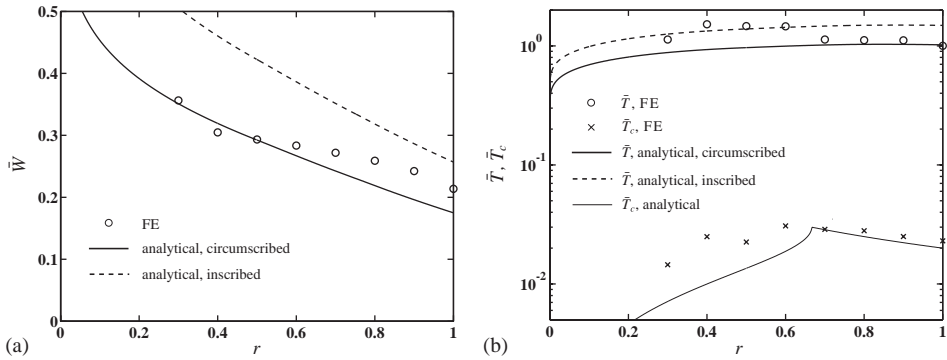 0.5
0.4
0.3
0.2
0.1
0
W̄
FE
analytical, circumscribed
analytical, inscribed
0 0.2 0.4 0.6 0.8 1
(a) r
10⁰
10⁻¹
10⁻²
T̄, T̄c
T̄, FE
T̄c, FE
T̄, analytical, circumscribed
T̄, analytical, inscribed
T̄c, analytical
0 0.2 0.4 0.6 0.8 1
(b) r